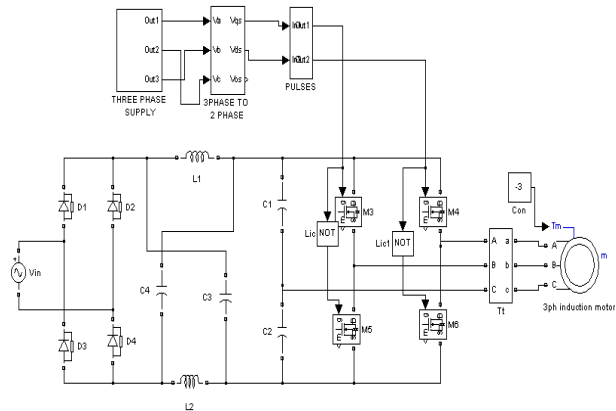 Out1
Out2
Out3
THREE PHASE
SUPPLY
Va
Vb
Vc
Vqs
Vds
Vos
3PHASE TO
2 PHASE
Out1
Out2
PULSES
L1
D1
D2
D3
D4
Vin
C4
C3
C1
C2
L2
Lic
NOT
Lic1
NOT
M3
M4
M5
M6
-3
Con
Tm
m
A
B
C
a
b
c
Tt
A
B
C
3ph induction motor